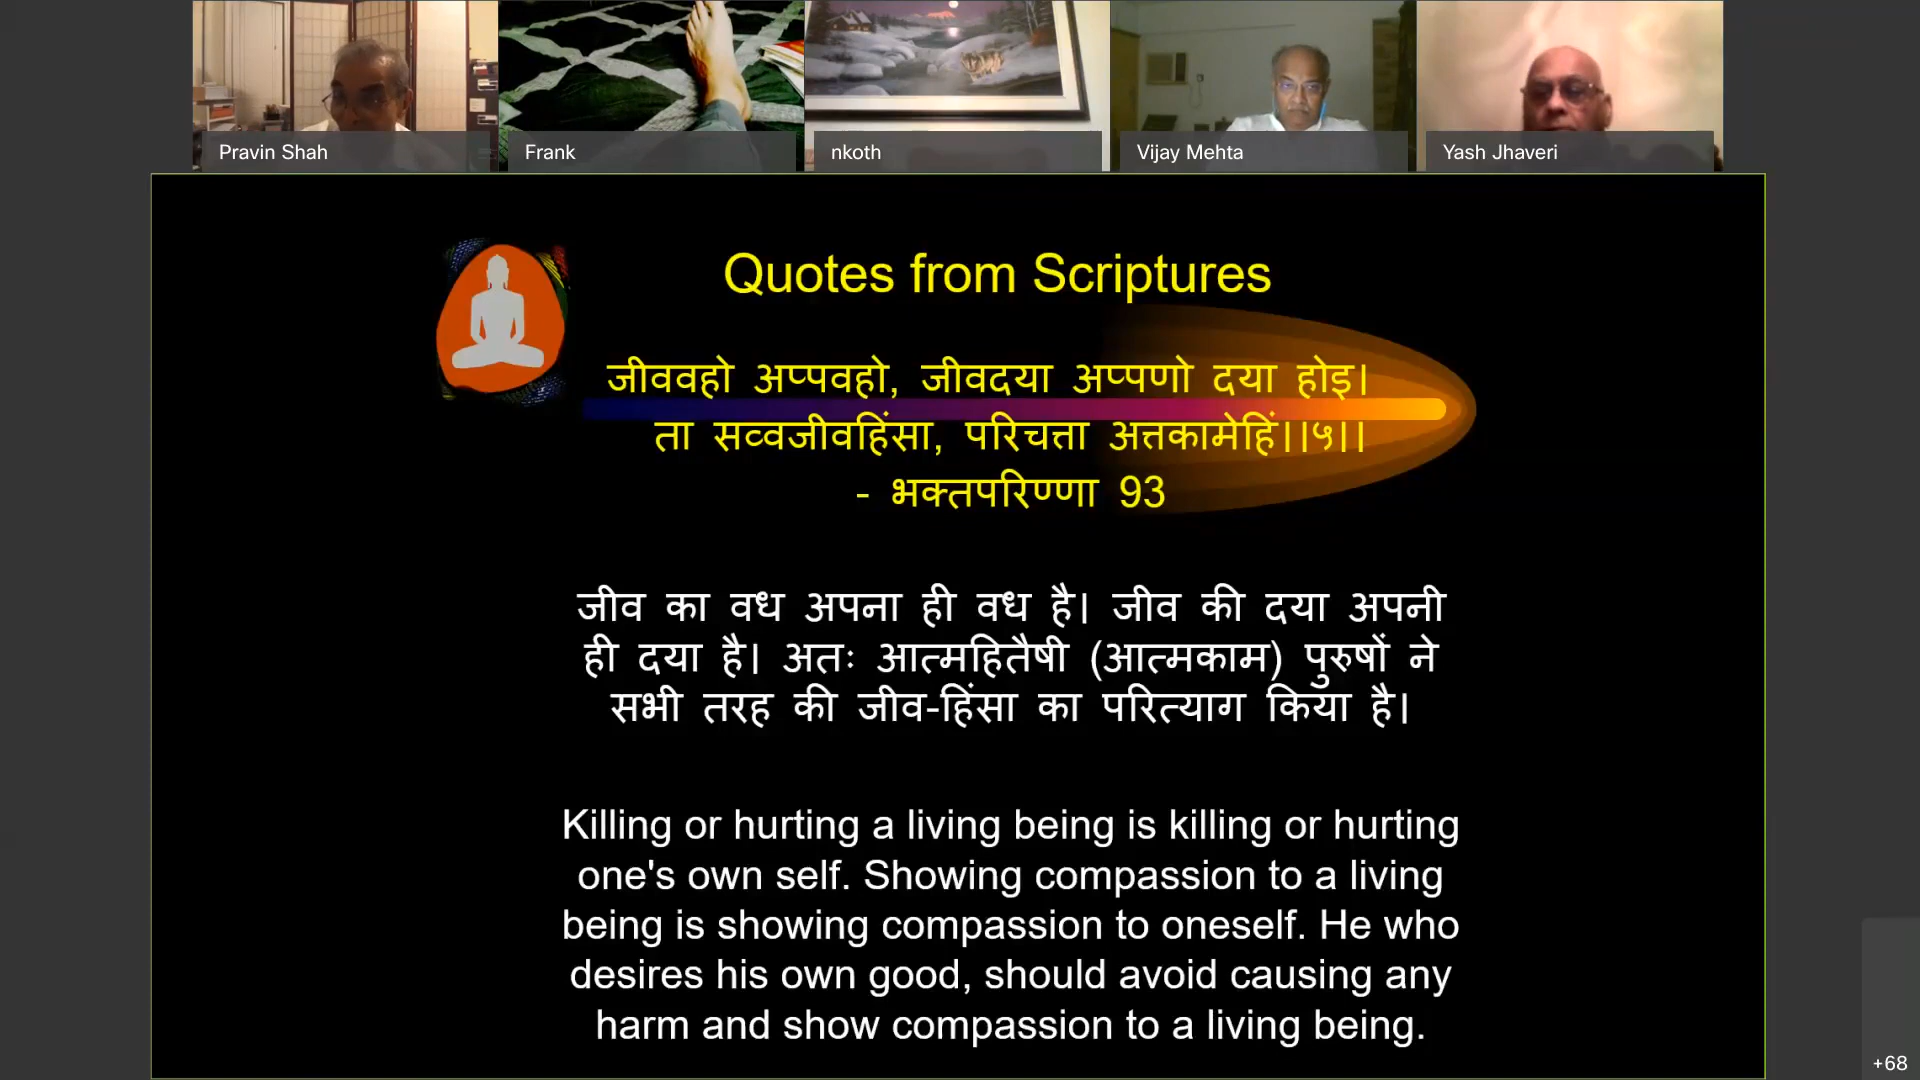 Pravin Shah
Frank
nkoth
Vijay Mehta
Yash Jhaveri
Quotes from Scriptures
जीववहो अप्पवहो, जीवदया अप्पणो दया होइ।
ता सव्वजीवहिंसा, परिचत्ता अत्तकामेहिं।।५।।
- भक्तपरिण्णा 93
जीव का वध अपना ही वध है। जीव की दया अपनी
ही दया है। अतः आत्महितैषी (आत्मकाम) पुरुषों ने
सभी तरह की जीव-हिंसा का परित्याग किया है।
Killing or hurting a living being is killing or hurting
one's own self. Showing compassion to a living
being is showing compassion to oneself. He who
desires his own good, should avoid causing any
harm and show compassion to a living being.
+68